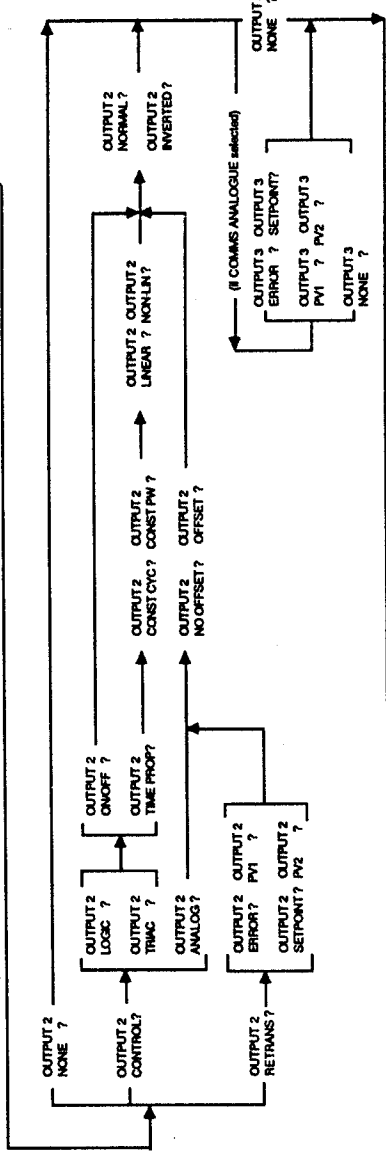 OUTPUT 2
NONE ?
OUTPUT 2
CONTROL?
OUTPUT 2
RETRANS ?
OUTPUT 2
LOGIC ?
OUTPUT 2
TRIAC ?
OUTPUT 2
ANALOG ?
OUTPUT 2 OUTPUT 2
ERROR ? PV1 ?
OUTPUT 2 OUTPUT 2
SETPOINT ? PV2 ?
OUTPUT 2
ON/OFF ?
OUTPUT 2
TIME PROP?
OUTPUT 2 OUTPUT 2
CONST CYC? CONST PW ?
OUTPUT 2 OUTPUT 2
NO OFFSET ? OFFSET ?
OUTPUT 2 OUTPUT 2
LINEAR ? NON-LIN ?
OUTPUT 2
NORMAL ?
OUTPUT 2
INVERTED ?
(If COMMS ANALOGUE selected)
OUTPUT 3 OUTPUT 3
ERROR ? SETPOINT?
OUTPUT 3 OUTPUT 3
PV1 ? PV2 ?
OUTPUT 3
NONE ?
OUTPUT
NONE ?